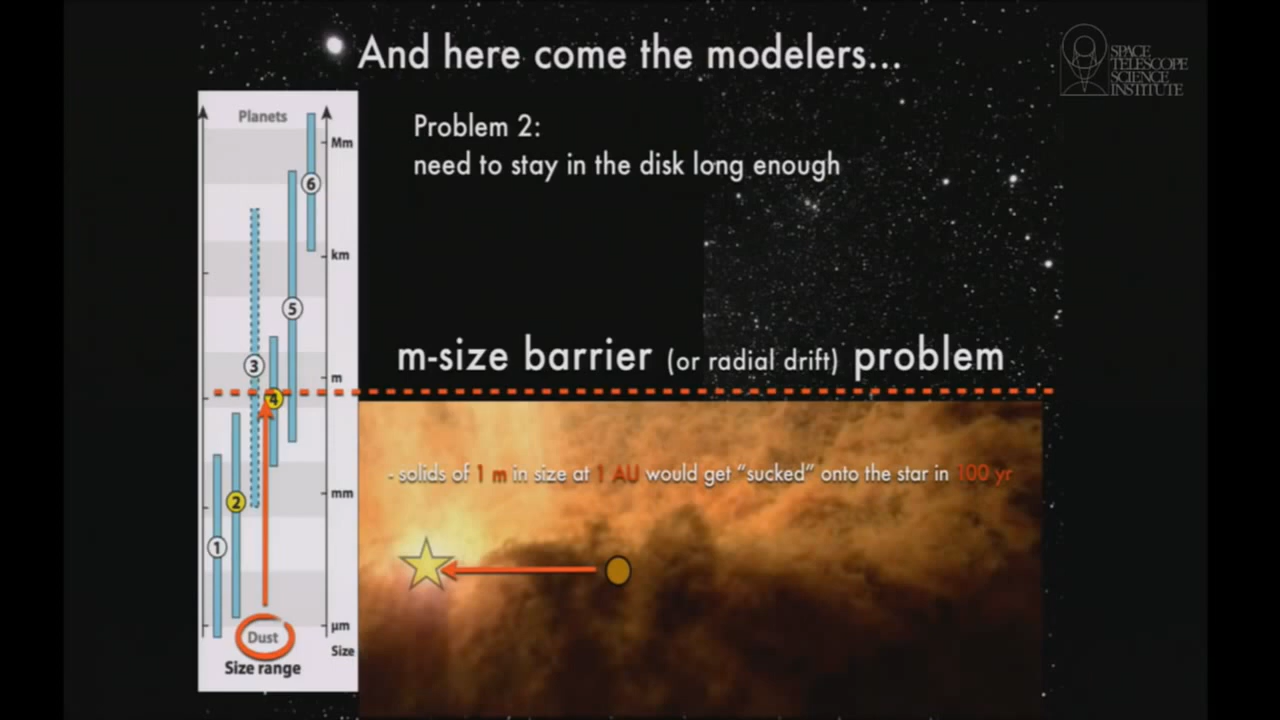 And here come the modelers...
SPACE
TELESCOPE
SCIENCE
INSTITUTE
Planets
Mm
6
km
5
3
m
4
mm
2
1
μm
Dust
Size
Size range
Problem 2:
need to stay in the disk long enough
m-size barrier (or radial drift) problem
- solids of 1 m in size at 1 AU would get “sucked” onto the star in 100 yr